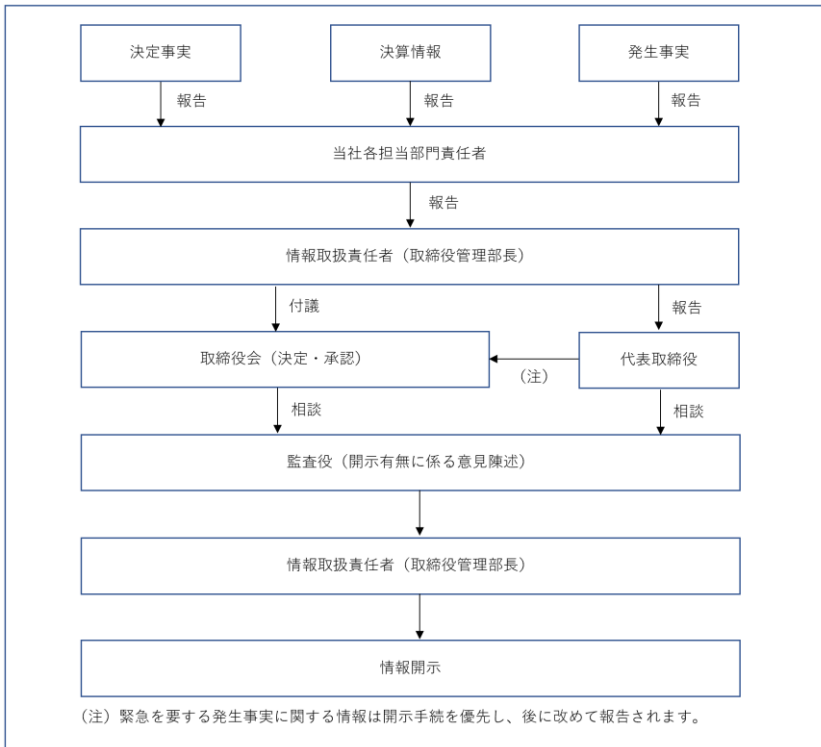 決定事実
決算情報
発生事実
報告
報告
報告
当社各担当部門責任者
報告
情報取扱責任者（取締役管理部長）
付議
報告
取締役会（決定・承認）
代表取締役
（注）
相談
相談
監査役（開示有無に係る意見陳述）
情報取扱責任者（取締役管理部長）
情報開示
（注）緊急を要する発生事実に関する情報は開示手続を優先し、後に改めて報告されます。